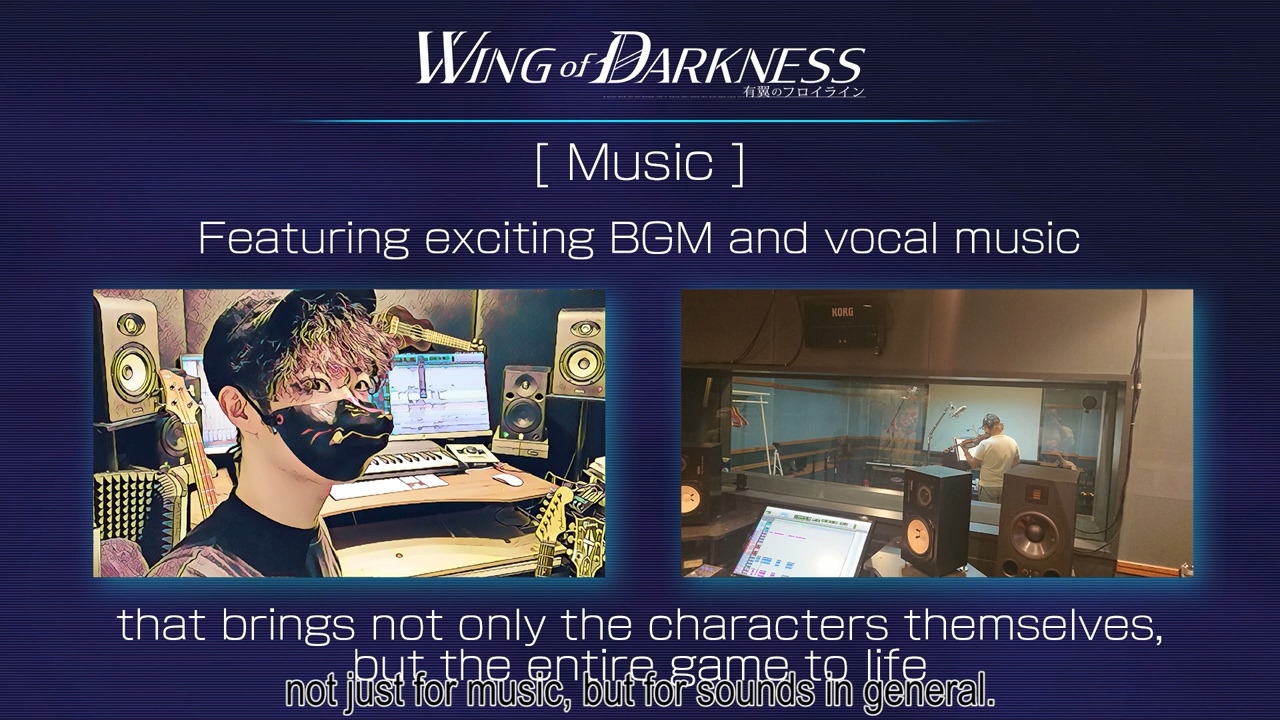 WING of DARKNESS
有翼のフロイライン
[ Music ]
Featuring exciting BGM and vocal music
KORG
that brings not only the characters themselves,
but the entire game to life
not just for music, but for sounds in general.